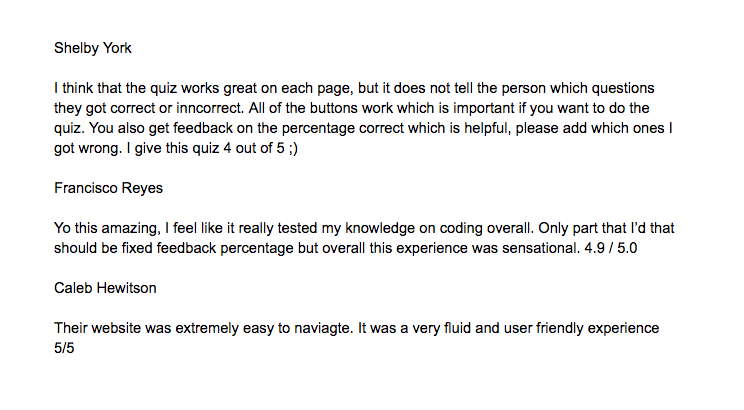 Shelby York
I think that the quiz works great on each page, but it does not tell the person which questions
they got correct or inncorrect. All of the buttons work which is important if you want to do the
quiz. You also get feedback on the percentage correct which is helpful, please add which ones I
got wrong. I give this quiz 4 out of 5 ;)
Francisco Reyes
Yo this amazing, I feel like it really tested my knowledge on coding overall. Only part that I'd that
should be fixed feedback percentage but overall this experience was sensational. 4.9 / 5.0
Caleb Hewitson
Their website was extremely easy to naviagte. It was a very fluid and user friendly experience
5/5